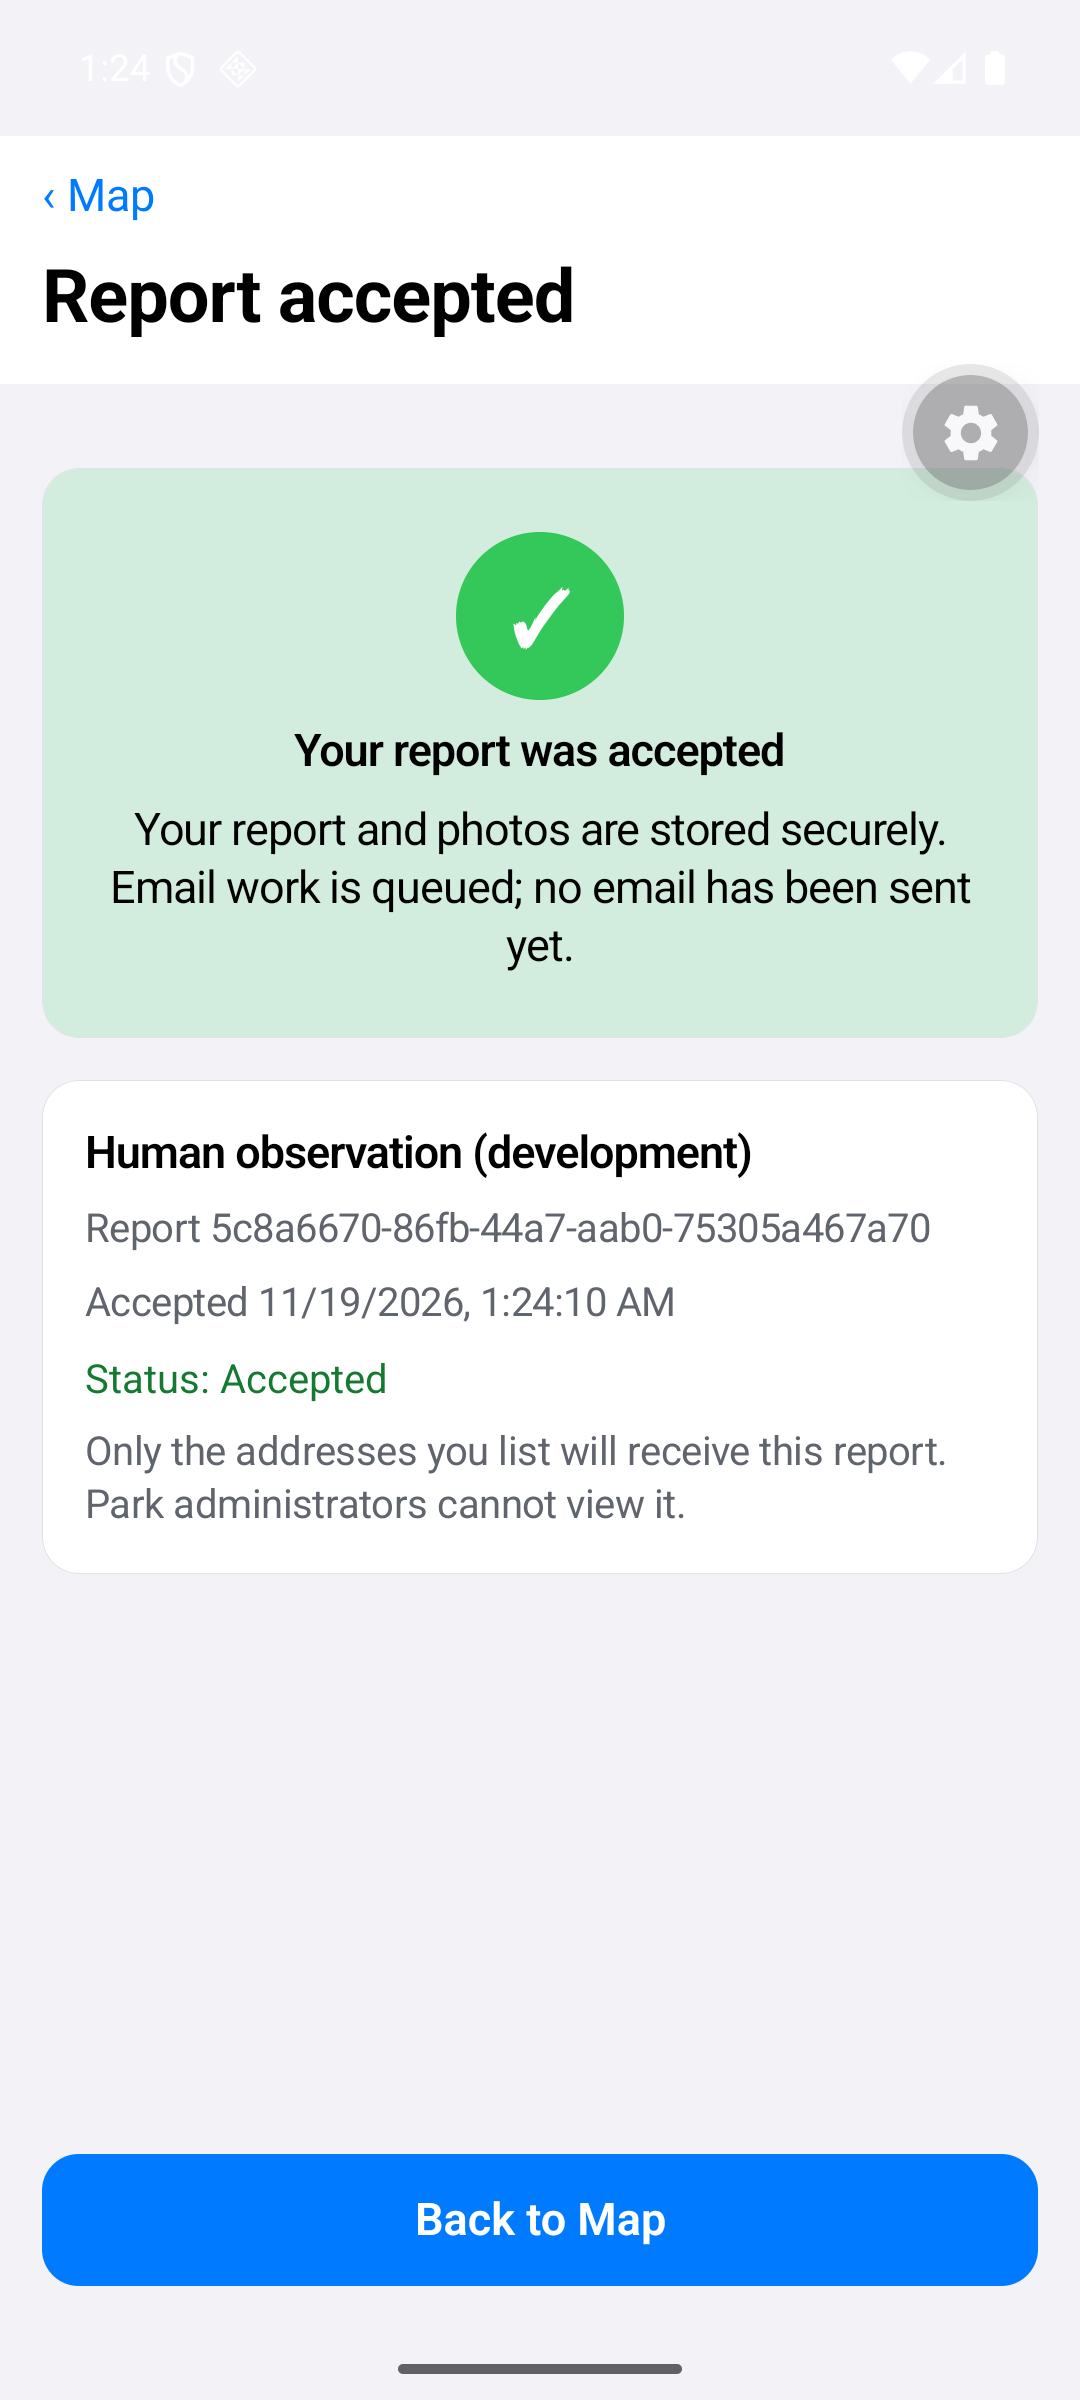 1:24
‹ Map
Report accepted
Your report was accepted
Your report and photos are stored securely.
Email work is queued; no email has been sent
yet.
Human observation (development)
Report 5c8a6670-86fb-44a7-aab0-75305a467a70
Accepted 11/19/2026, 1:24:10 AM
Status: Accepted
Only the addresses you list will receive this report.
Park administrators cannot view it.
Back to Map